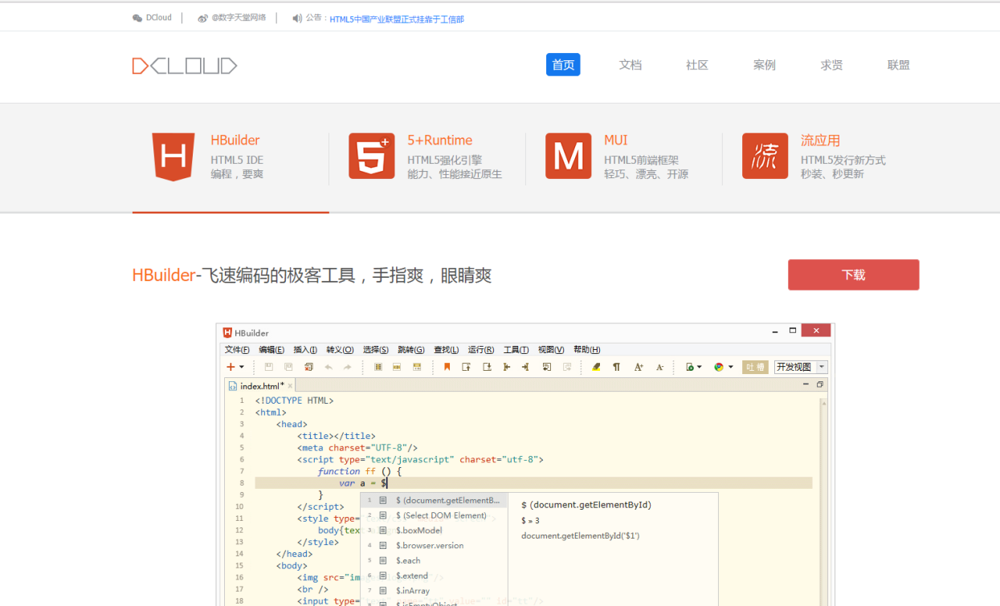 DCloud
@数字天堂网络
公告：HTML5中国产业联盟正式挂靠于工信部
DCLOUD
首页
文档
社区
案例
求贤
联盟
HBuilder
HTML5 IDE
编程，要爽
5+Runtime
HTML5强化引擎
能力、性能接近原生
MUI
HTML5前端框架
轻巧、漂亮、开源
流
流应用
HTML5发行新方式
秒装、秒更新
HBuilder-飞速编码的极客工具，手指爽，眼睛爽
下载
HBuilder
文件(F) 编辑(E) 插入(I) 转义(O) 选择(S) 跳转(G) 查找(L) 运行(R) 工具(T) 视图(V) 帮助(H)
吐槽
开发视图
index.html*
1 <!DOCTYPE HTML>
2 <html>
3 <head>
4 <title></title>
5 <meta charset="UTF-8"/>
6 <script type="text/javascript" charset="utf-8">
7 function ff () {
8 var a = $
9 }
10 </script>
11 <style type=
12 body{tex
13 </style>
14 </head>
15 <body>
16 <img src="im
17 <br />
18 <input type=
1 $ (document.getElementB...
2 $ (Select DOM Element)
3 $.boxModel
4 $.browser.version
5 $.each
6 $.extend
7 $.inArray
8 $.isEmptyObject
$ (document.getElementById)
$ » 3
document.getElementById('$1')